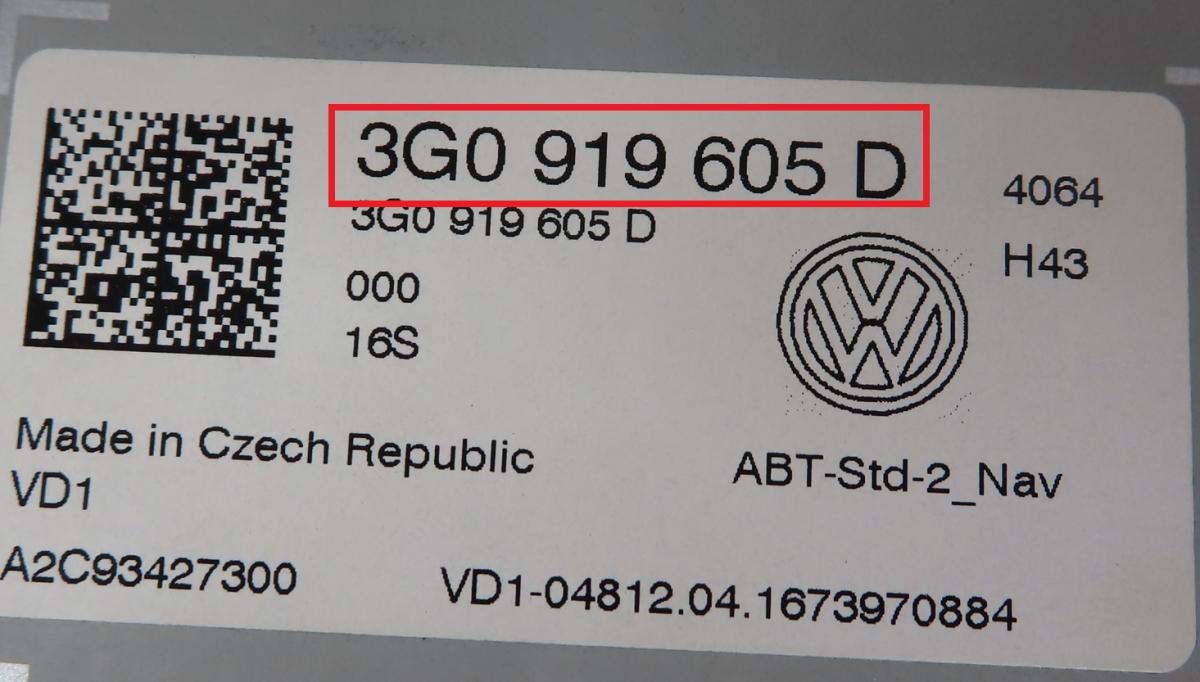 3G0 919 605 D
3G0 919 605 D
4064
H43
000
16S
Made in Czech Republic
VD1
ABT-Std-2_Nav
A2C93427300
VD1-04812.04.1673970884